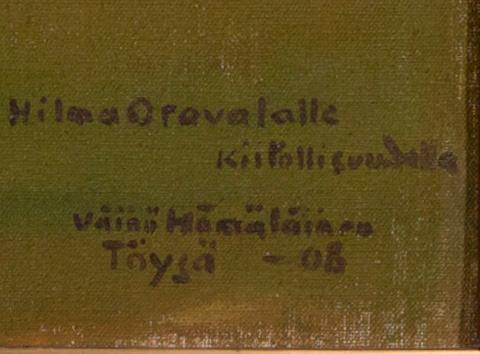 Hilma Oravalalle
Kiitollisuudella
Väinö Hämäläinen
Töysä -08